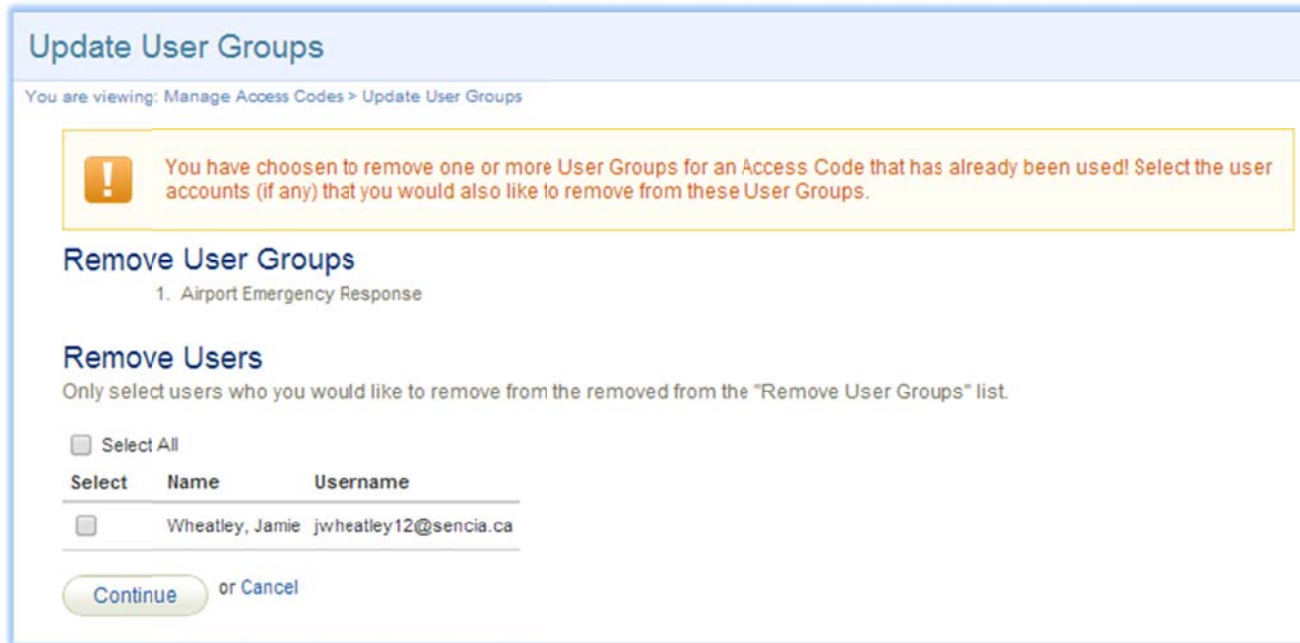 Update User Groups
You are viewing: Manage Access Codes > Update User Groups
!
You have choosen to remove one or more User Groups for an Access Code that has already been used! Select the user
accounts (if any) that you would also like to remove from these User Groups.
Remove User Groups
1. Airport Emergency Response
Remove Users
Only select users who you would like to remove from the removed from the "Remove User Groups" list.
Select All
Select Name Username
Wheatley, Jamie jwheatley12@sencia.ca
Continue or Cancel